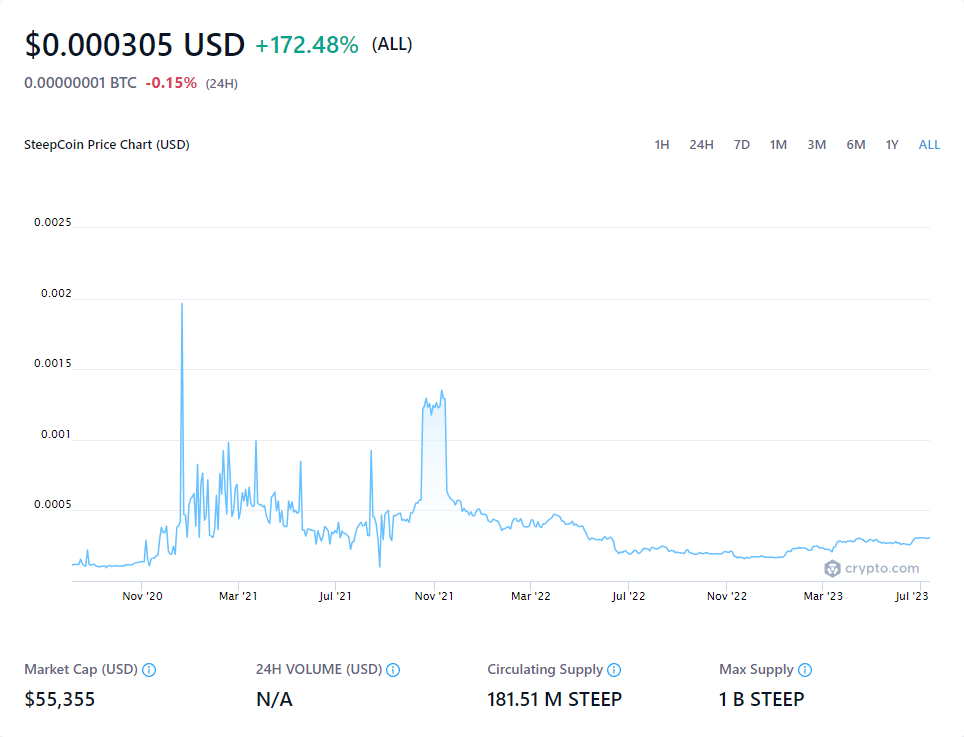 $0.000305 USD +172.48% (ALL)
0.00000001 BTC -0.15% (24H)
SteepCoin Price Chart (USD) 1H 24H 7D 1M 3M 6M 1Y ALL
0.0025
0.002
0.0015
0.001
0.0005
crypto.com
Nov '20 Mar '21 Jul '21 Nov '21 Mar '22 Jul '22 Nov '22 Mar '23 Jul '23
Market Cap (USD) 24H VOLUME (USD) Circulating Supply Max Supply
$55,355 N/A 181.51 M STEEP 1 B STEEP